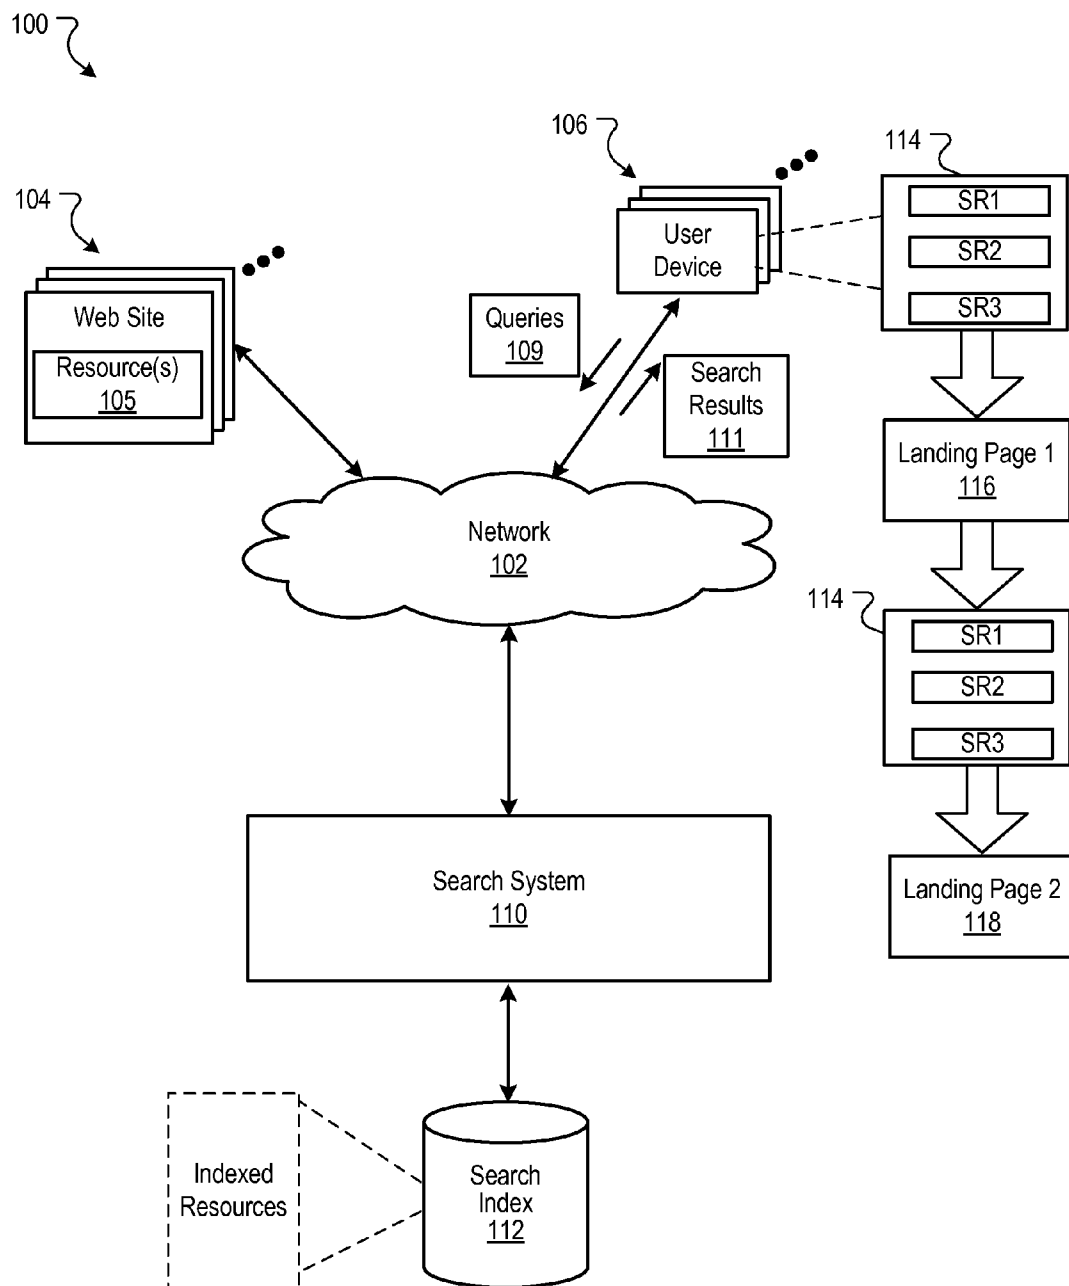 100
106
114
SR1
SR2
SR3
User
Device
104
Web Site
Resource(s)
105
Queries
109
Search
Results
111
Landing Page 1
116
Network
102
114
SR1
SR2
SR3
Search System
110
Landing Page 2
118
Indexed
Resources
Search
Index
112